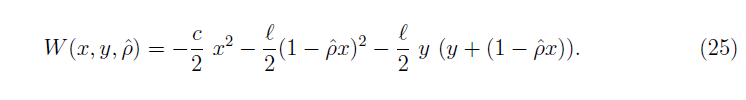 W(x, y, ρ̂) = −c/2 x² − ℓ/2(1 − ρ̂x)² − ℓ/2 y (y + (1 − ρ̂x)). (25)